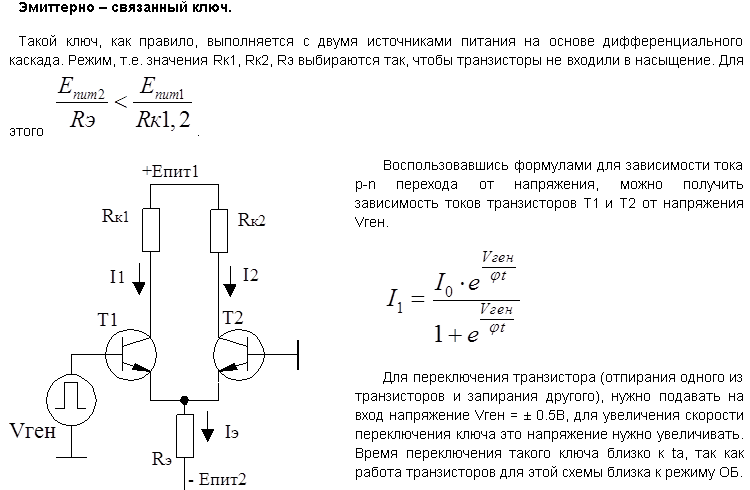 Эмиттерно – связанный ключ.
Такой ключ, как правило, выполняется с двумя источниками питания на основе дифференциального
каскада. Режим, т.е. значения Rк1, Rк2, Rэ выбираются так, чтобы транзисторы не входили в насыщение. Для
этого Eпит2/Rэ < Eпит1/Rк1,2 .
+Епит1
Rк1
Rк2
I1
I2
T1
T2
Vген
Iэ
Rэ
- Епит2
Воспользовавшись формулами для зависимости тока
p-n перехода от напряжения, можно получить
зависимость токов транзисторов Т1 и Т2 от напряжения
Vген.
I₁ = I₀ · e^(Vген/φt) / (1 + e^(Vген/φt))
Для переключения транзистора (отпирания одного из
транзисторов и запирания другого), нужно подавать на
вход напряжение Vген = ± 0.5В, для увеличения скорости
переключения ключа это напряжение нужно увеличивать.
Время переключения такого ключа близко к ta, так как
работа транзисторов для этой схемы близка к режиму ОБ.